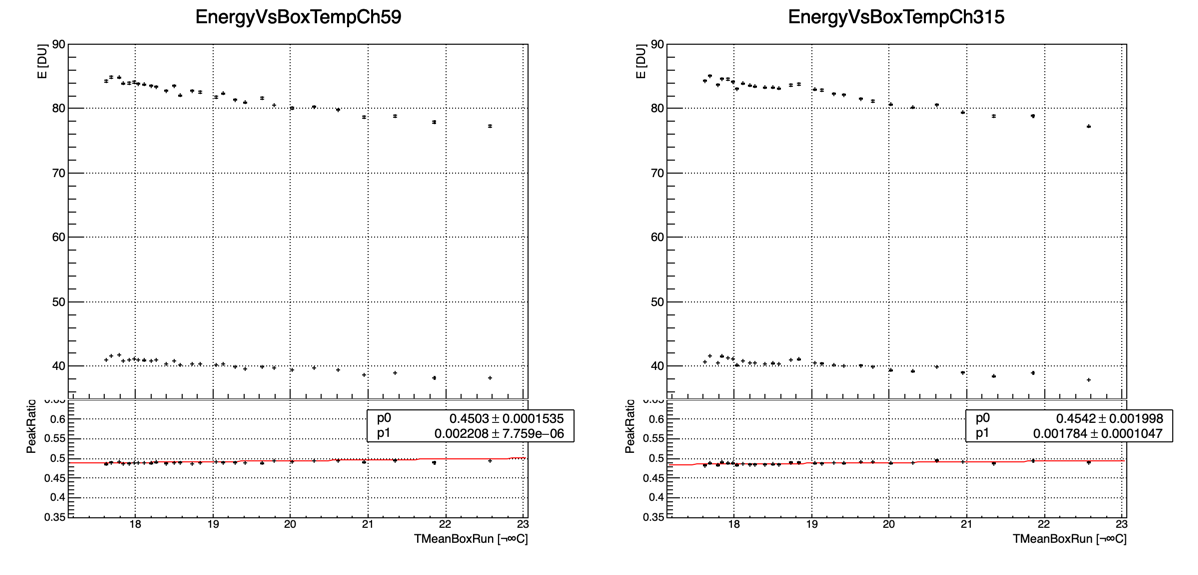 EnergyVsBoxTempCh59
E [DU]
90
80
70
60
50
40
PeakRatio
0.65
0.6
0.55
0.5
0.45
0.4
0.35
p0 0.4503 ± 0.0001535
p1 0.002208 ± 7.759e−06
18 19 20 21 22 23
TMeanBoxRun [¬∞C]
EnergyVsBoxTempCh315
E [DU]
90
80
70
60
50
40
PeakRatio
0.65
0.6
0.55
0.5
0.45
0.4
0.35
p0 0.4542 ± 0.001998
p1 0.001784 ± 0.0001047
18 19 20 21 22 23
TMeanBoxRun [¬∞C]